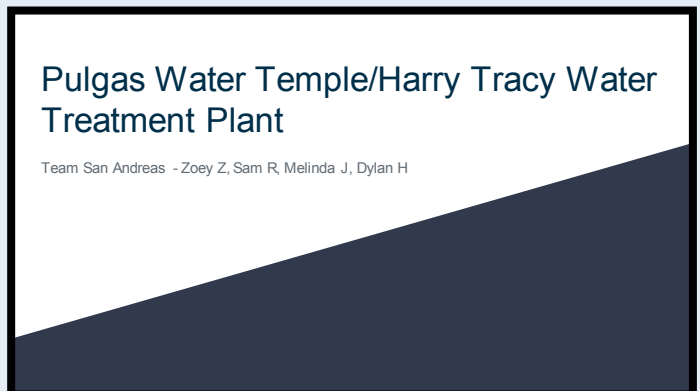 Pulgas Water Temple/Harry Tracy Water
Treatment Plant
Team San Andreas - Zoey Z, Sam R, Melinda J, Dylan H